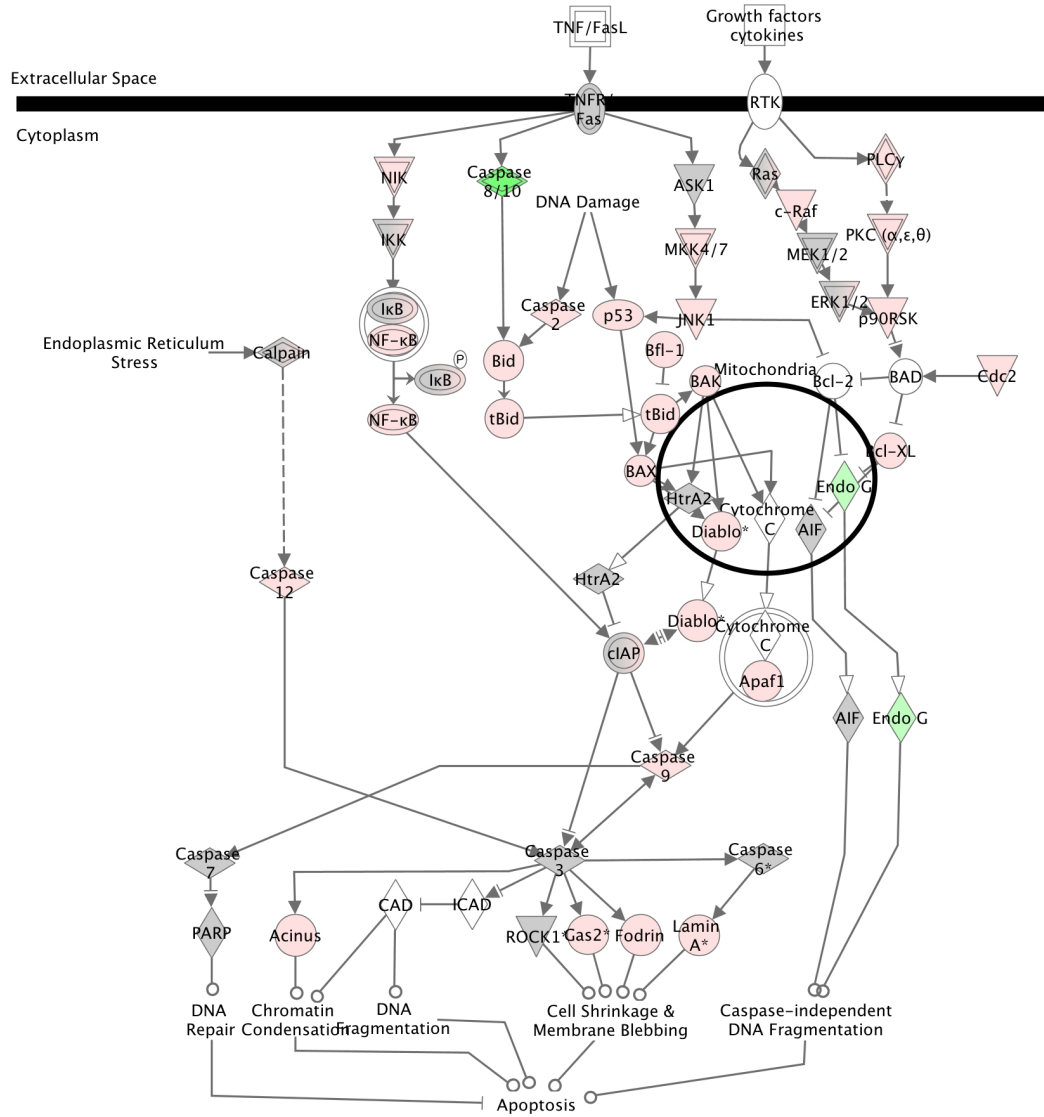 TNF/FasL
Growth factors
cytokines
Extracellular Space
TNFR/
Fas
RTK
Cytoplasm
NIK
Caspase
8/10
ASK1
Ras
PLCγ
DNA Damage
c-Raf
IKK
MKK4/7
MEK1/2
PKC (α,ε,θ)
IκB
NF-κB
Caspase
2
p53
JNK1
ERK1/2
p90RSK
Endoplasmic Reticulum
Stress
Calpain
P
IκB
Bid
Bfl-1
BAK
Mitochondria
Bcl-2
BAD
Cdc2
NF-κB
tBid
tBid
BAX
Bcl-XL
HtrA2
Endo G
Cytochrome
C
Diablo*
AIF
Caspase
12
HtrA2
Diablo*
Cytochrome
C
cIAP
Apaf1
AIF
Endo G
Caspase
9
Caspase
7
Caspase
3
Caspase
6*
PARP
Acinus
CAD
ICAD
ROCK1*
Gas2*
Fodrin
Lamin
A*
DNA
Repair
Chromatin
Condensation
DNA
Fragmentation
Cell Shrinkage &
Membrane Blebbing
Caspase-independent
DNA Fragmentation
Apoptosis